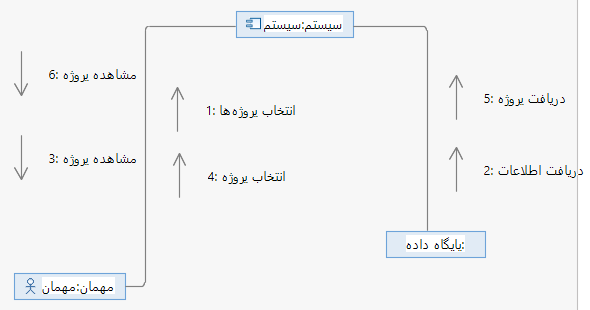 سیستم:سیستم
6: مشاهده پروژه
5: دریافت پروژه
1: انتخاب پروژه‌ها
3: مشاهده پروژه
2: دریافت اطلاعات
4: انتخاب پروژه
:پایگاه داده
مهمان:مهمان